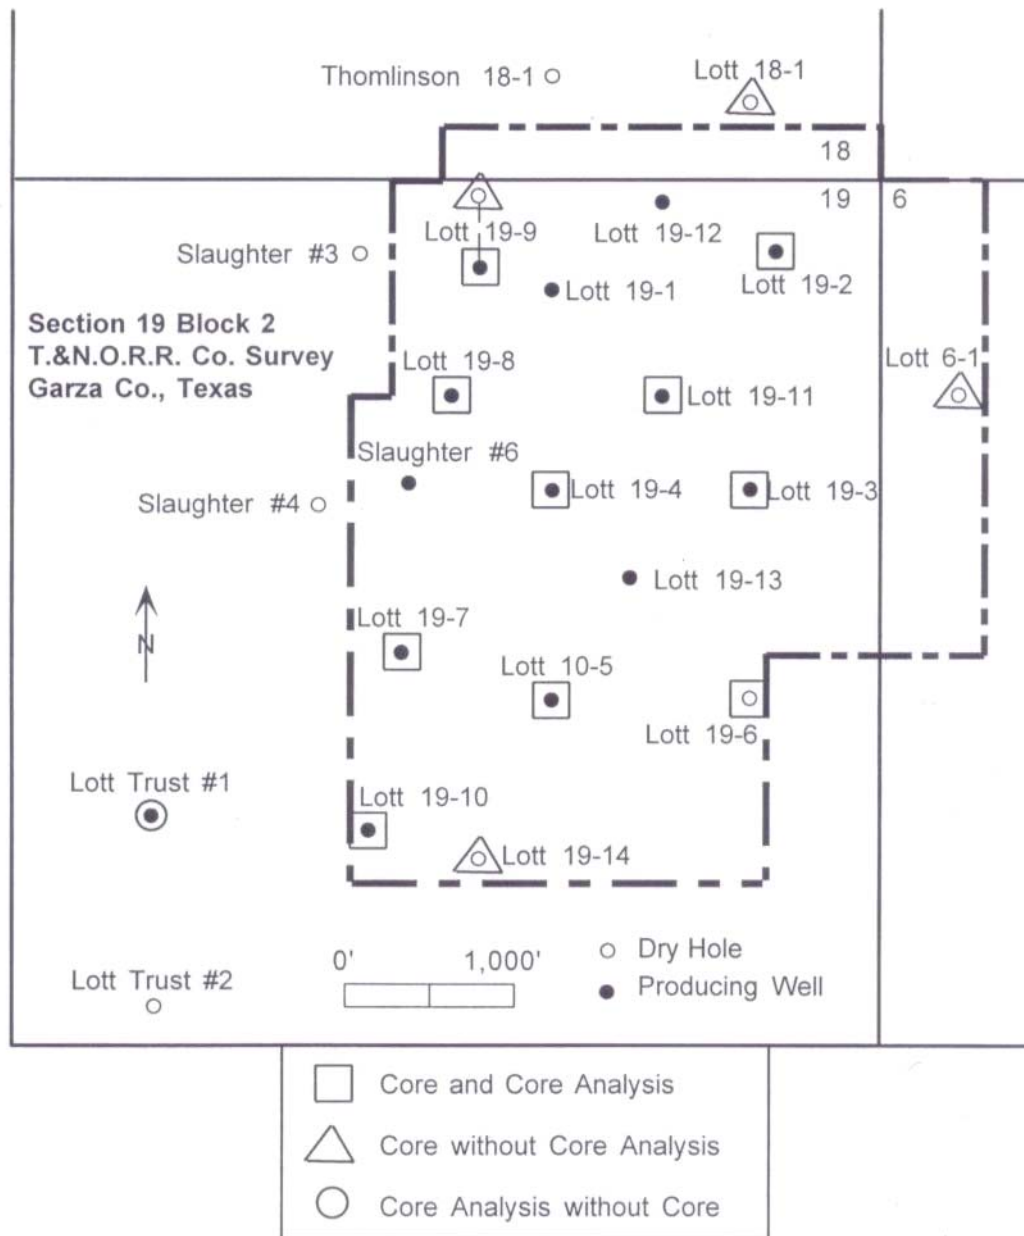 Thomlinson 18-1
Lott 18-1
18
19
6
Lott 19-9
Lott 19-12
Slaughter #3
Lott 19-2
Lott 19-1
Section 19 Block 2
T.&N.O.R.R. Co. Survey
Garza Co., Texas
Lott 19-8
Lott 6-1
Lott 19-11
Slaughter #6
Slaughter #4
Lott 19-4
Lott 19-3
Lott 19-13
N
Lott 19-7
Lott 10-5
Lott 19-6
Lott Trust #1
Lott 19-10
Lott 19-14
Lott Trust #2
0'
1,000'
Dry Hole
Producing Well
Core and Core Analysis
Core without Core Analysis
Core Analysis without Core